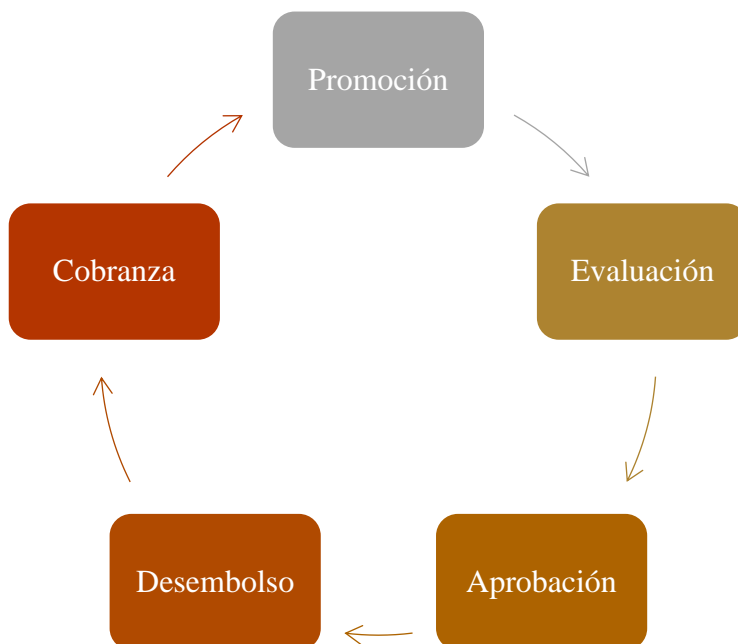 Promoción
Evaluación
Aprobación
Desembolso
Cobranza